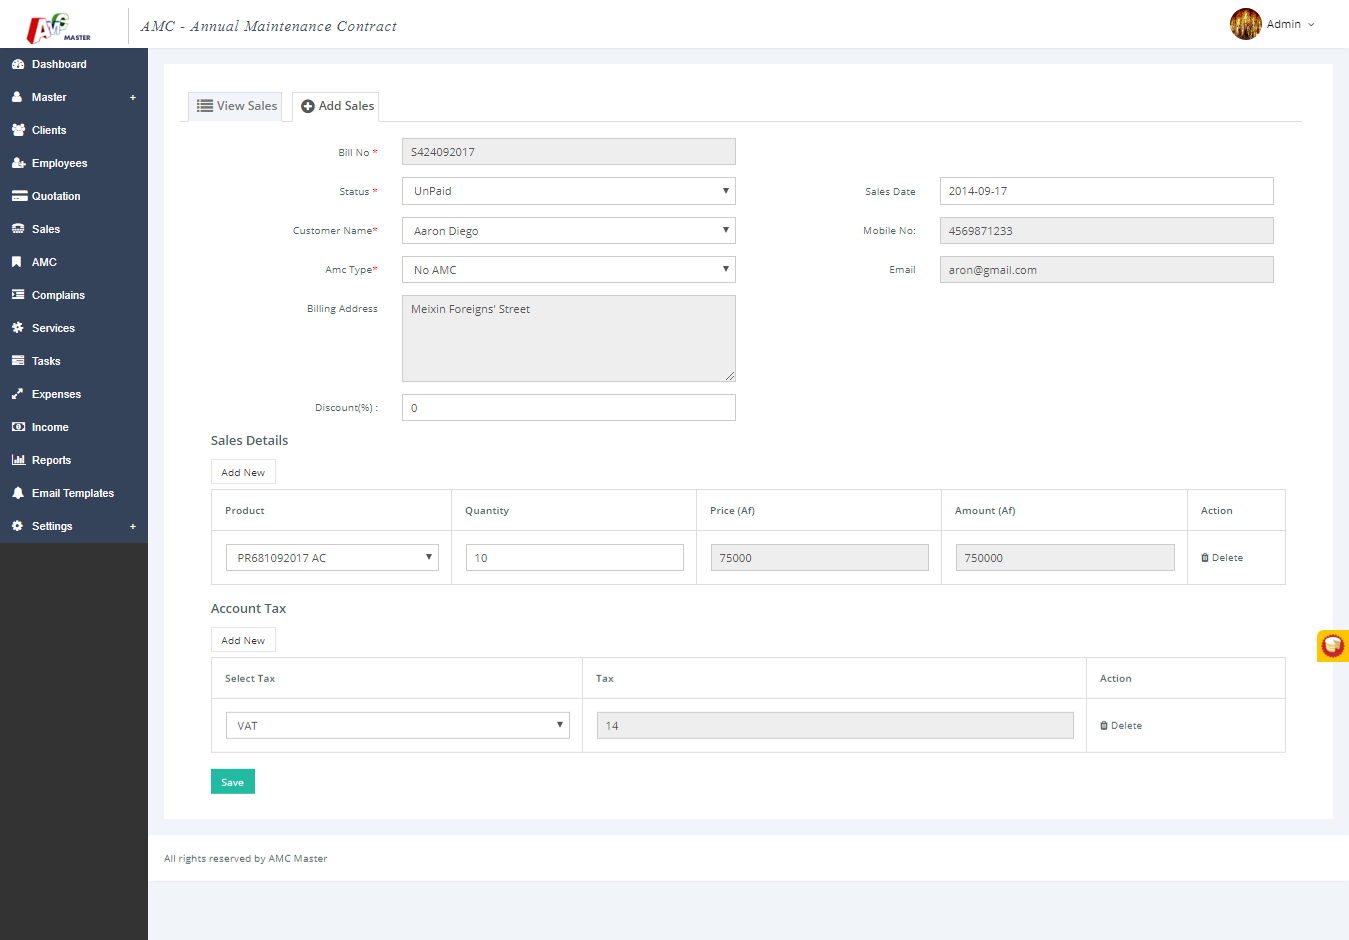 AMC MASTER
AMC - Annual Maintenance Contract
Admin
Dashboard
Master +
Clients
Employees
Quotation
Sales
AMC
Complains
Services
Tasks
Expenses
Income
Reports
Email Templates
Settings +
View Sales
Add Sales
Bill No * S424092017
Status * UnPaid
Sales Date 2014-09-17
Customer Name* Aaron Diego
Mobile No: 4569871233
Amc Type* No AMC
Email aron@gmail.com
Billing Address Meixin Foreigns' Street
Discount(%) : 0
Sales Details
Add New
Product Quantity Price (Af) Amount (Af) Action
PR681092017 AC 10 75000 750000 Delete
Account Tax
Add New
Select Tax Tax Action
VAT 14 Delete
Save
All rights reserved by AMC Master